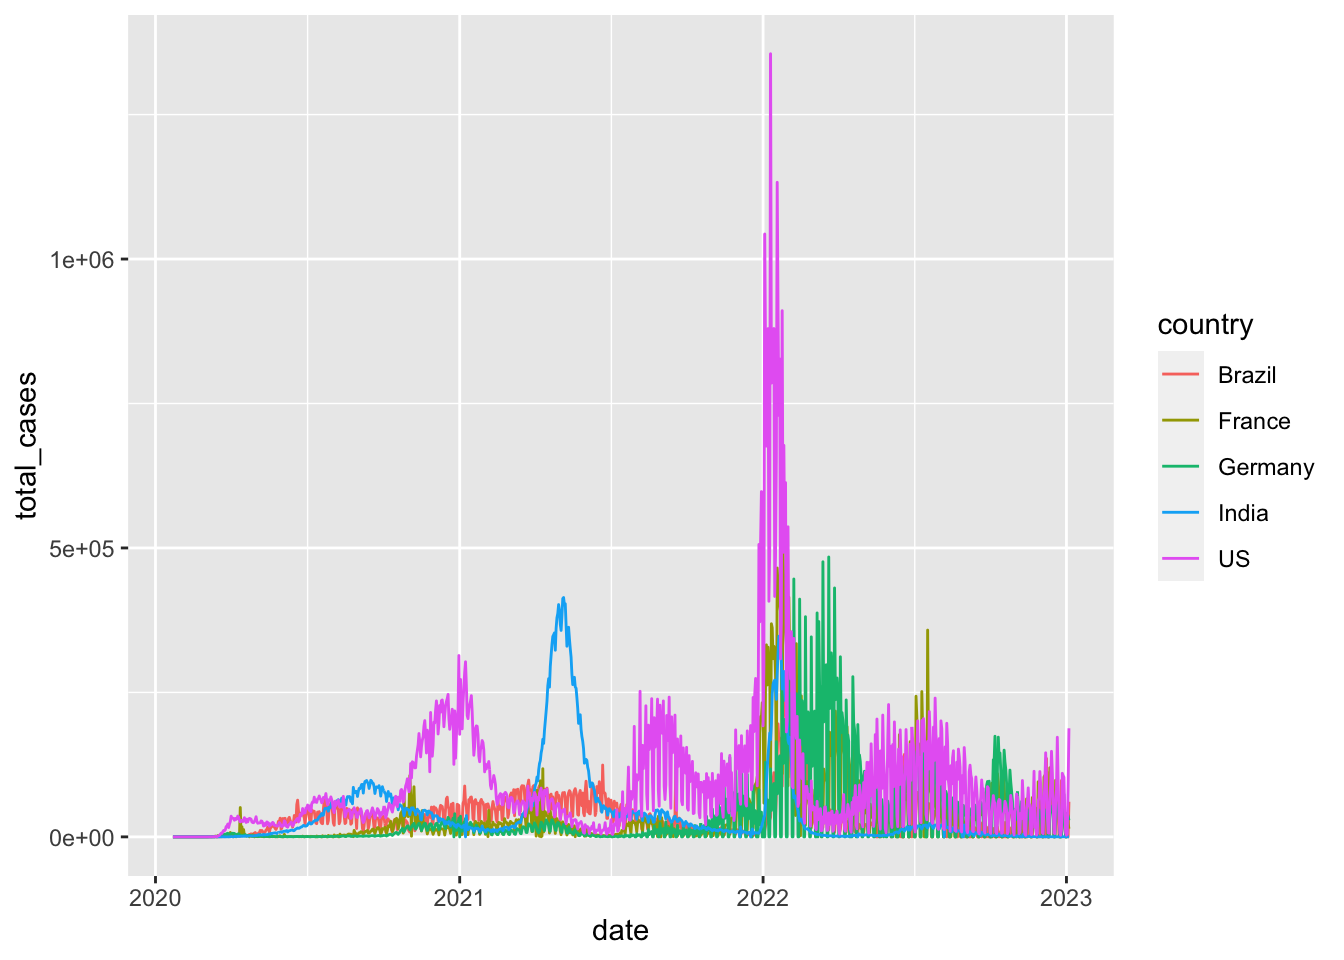 total_cases
1e+06
5e+05
0e+00
2020
2021
2022
2023
date
country
Brazil
France
Germany
India
US